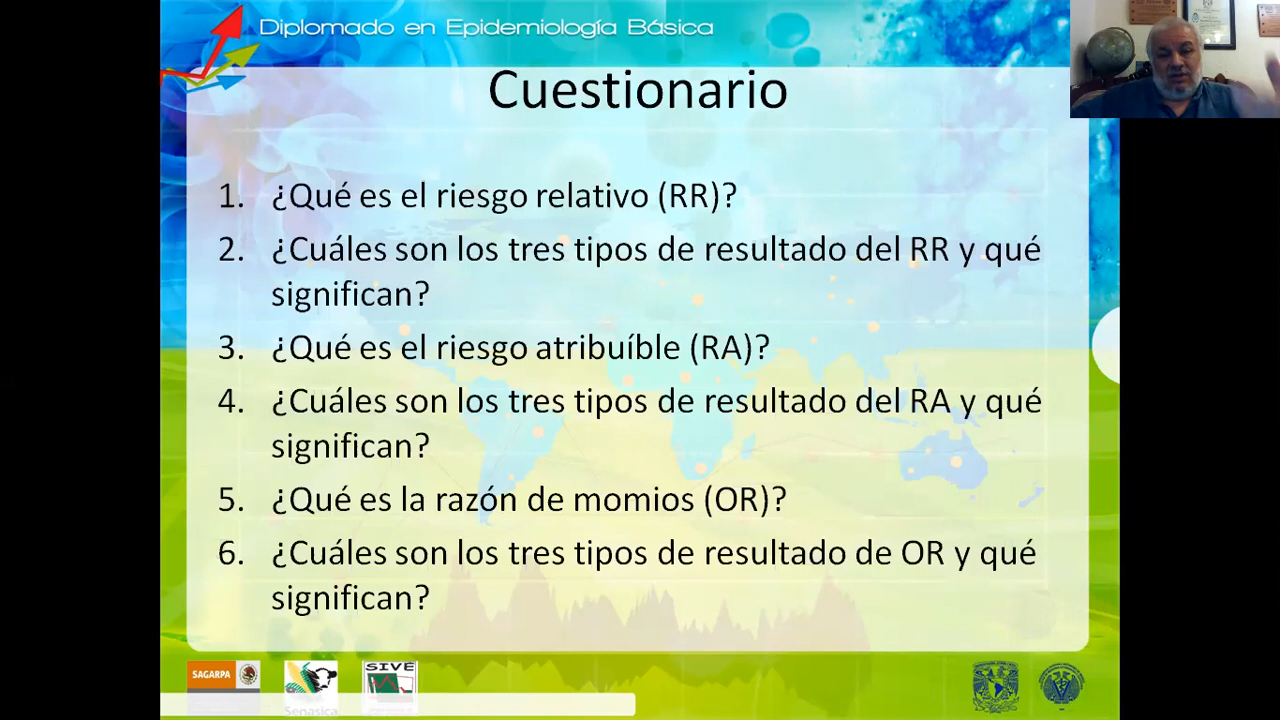 Diplomado en Epidemiología Básica
Cuestionario
1. ¿Qué es el riesgo relativo (RR)?
2. ¿Cuáles son los tres tipos de resultado del RR y qué
significan?
3. ¿Qué es el riesgo atribuíble (RA)?
4. ¿Cuáles son los tres tipos de resultado del RA y qué
significan?
5. ¿Qué es la razón de momios (OR)?
6. ¿Cuáles son los tres tipos de resultado de OR y qué
significan?
SAGARPA
Senasica
SIVE